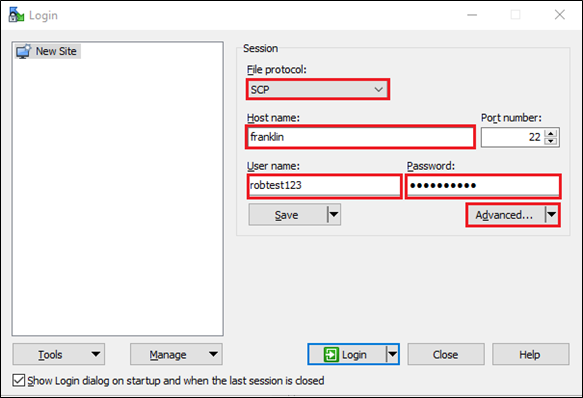 Login
New Site
Session
File protocol:
SCP
Host name:
Port number:
franklin
22
User name:
Password:
robtest123
••••••••••
Save
Advanced...
Tools
Manage
Login
Close
Help
Show Login dialog on startup and when the last session is closed